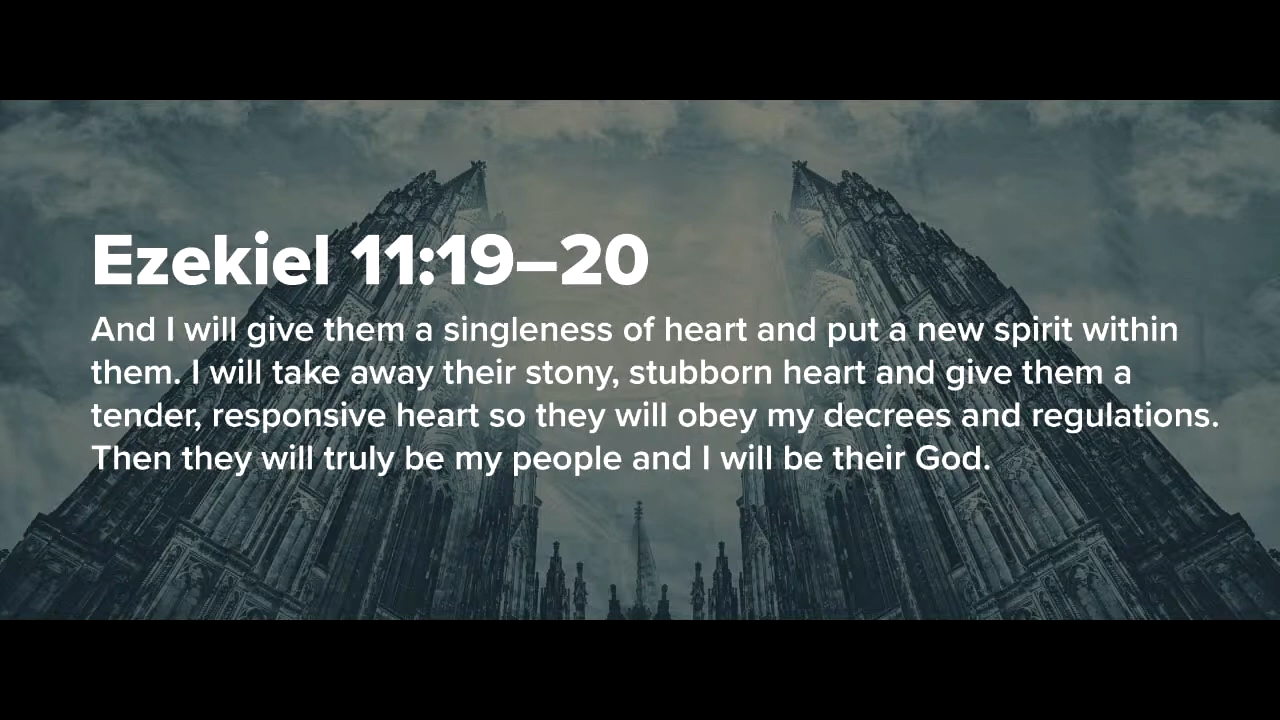 Ezekiel 11:19–20
And I will give them a singleness of heart and put a new spirit within
them. I will take away their stony, stubborn heart and give them a
tender, responsive heart so they will obey my decrees and regulations.
Then they will truly be my people and I will be their God.